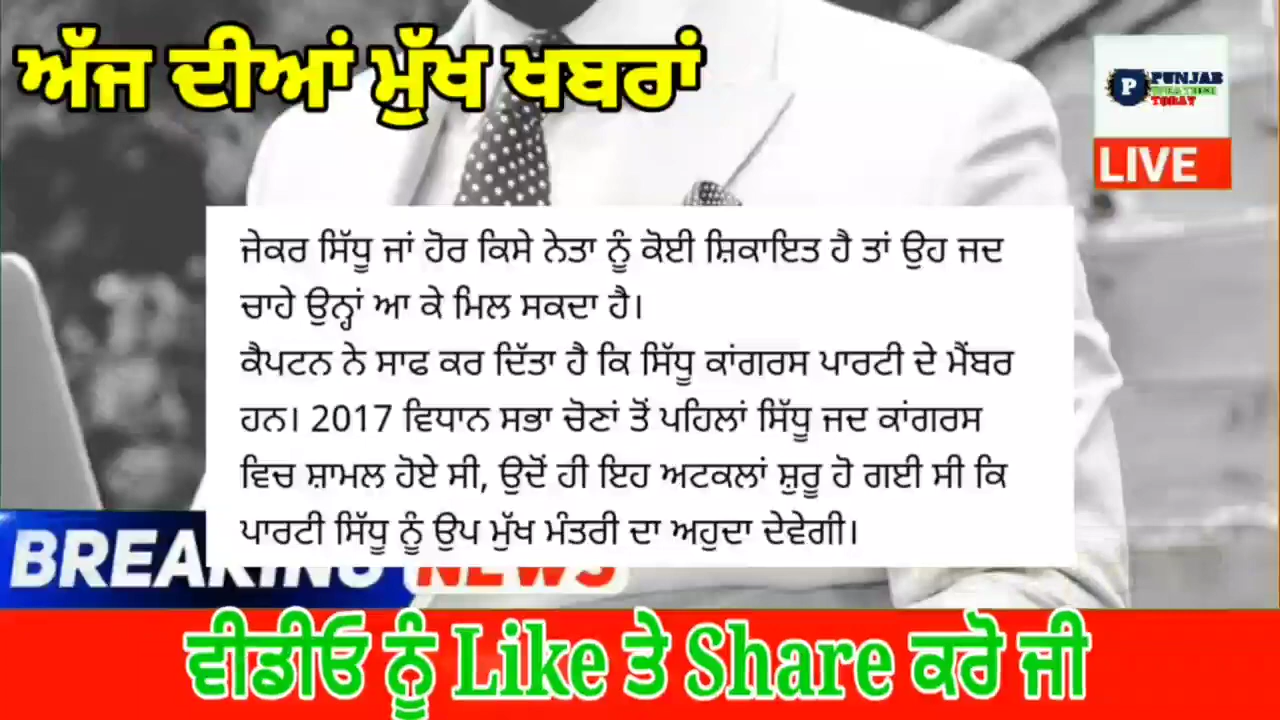 ਅੱਜ ਦੀਆਂ ਮੁੱਖ ਖਬਰਾਂ
P PUNJAB
TODAY
LIVE
ਜੇਕਰ ਸਿੱਧੂ ਜਾਂ ਹੋਰ ਕਿਸੇ ਨੇਤਾ ਨੂੰ ਕੋਈ ਸ਼ਿਕਾਇਤ ਹੈ ਤਾਂ ਉਹ ਜਦ
ਚਾਹੇ ਉਨ੍ਹਾਂ ਆ ਕੇ ਮਿਲ ਸਕਦਾ ਹੈ।
ਕੈਪਟਨ ਨੇ ਸਾਫ ਕਰ ਦਿੱਤਾ ਹੈ ਕਿ ਸਿੱਧੂ ਕਾਂਗਰਸ ਪਾਰਟੀ ਦੇ ਮੈਂਬਰ
ਹਨ। 2017 ਵਿਧਾਨ ਸਭਾ ਚੋਣਾਂ ਤੋਂ ਪਹਿਲਾਂ ਸਿੱਧੂ ਜਦ ਕਾਂਗਰਸ
ਵਿਚ ਸ਼ਾਮਲ ਹੋਏ ਸੀ, ਉਦੋਂ ਹੀ ਇਹ ਅਟਕਲਾਂ ਸ਼ੁਰੂ ਹੋ ਗਈ ਸੀ ਕਿ
ਪਾਰਟੀ ਸਿੱਧੂ ਨੂੰ ਉਪ ਮੁੱਖ ਮੰਤਰੀ ਦਾ ਅਹੁਦਾ ਦੇਵੇਗੀ।
BREAKING NEWS
ਵੀਡੀਓ ਨੂੰ Like ਤੇ Share ਕਰੋ ਜੀ